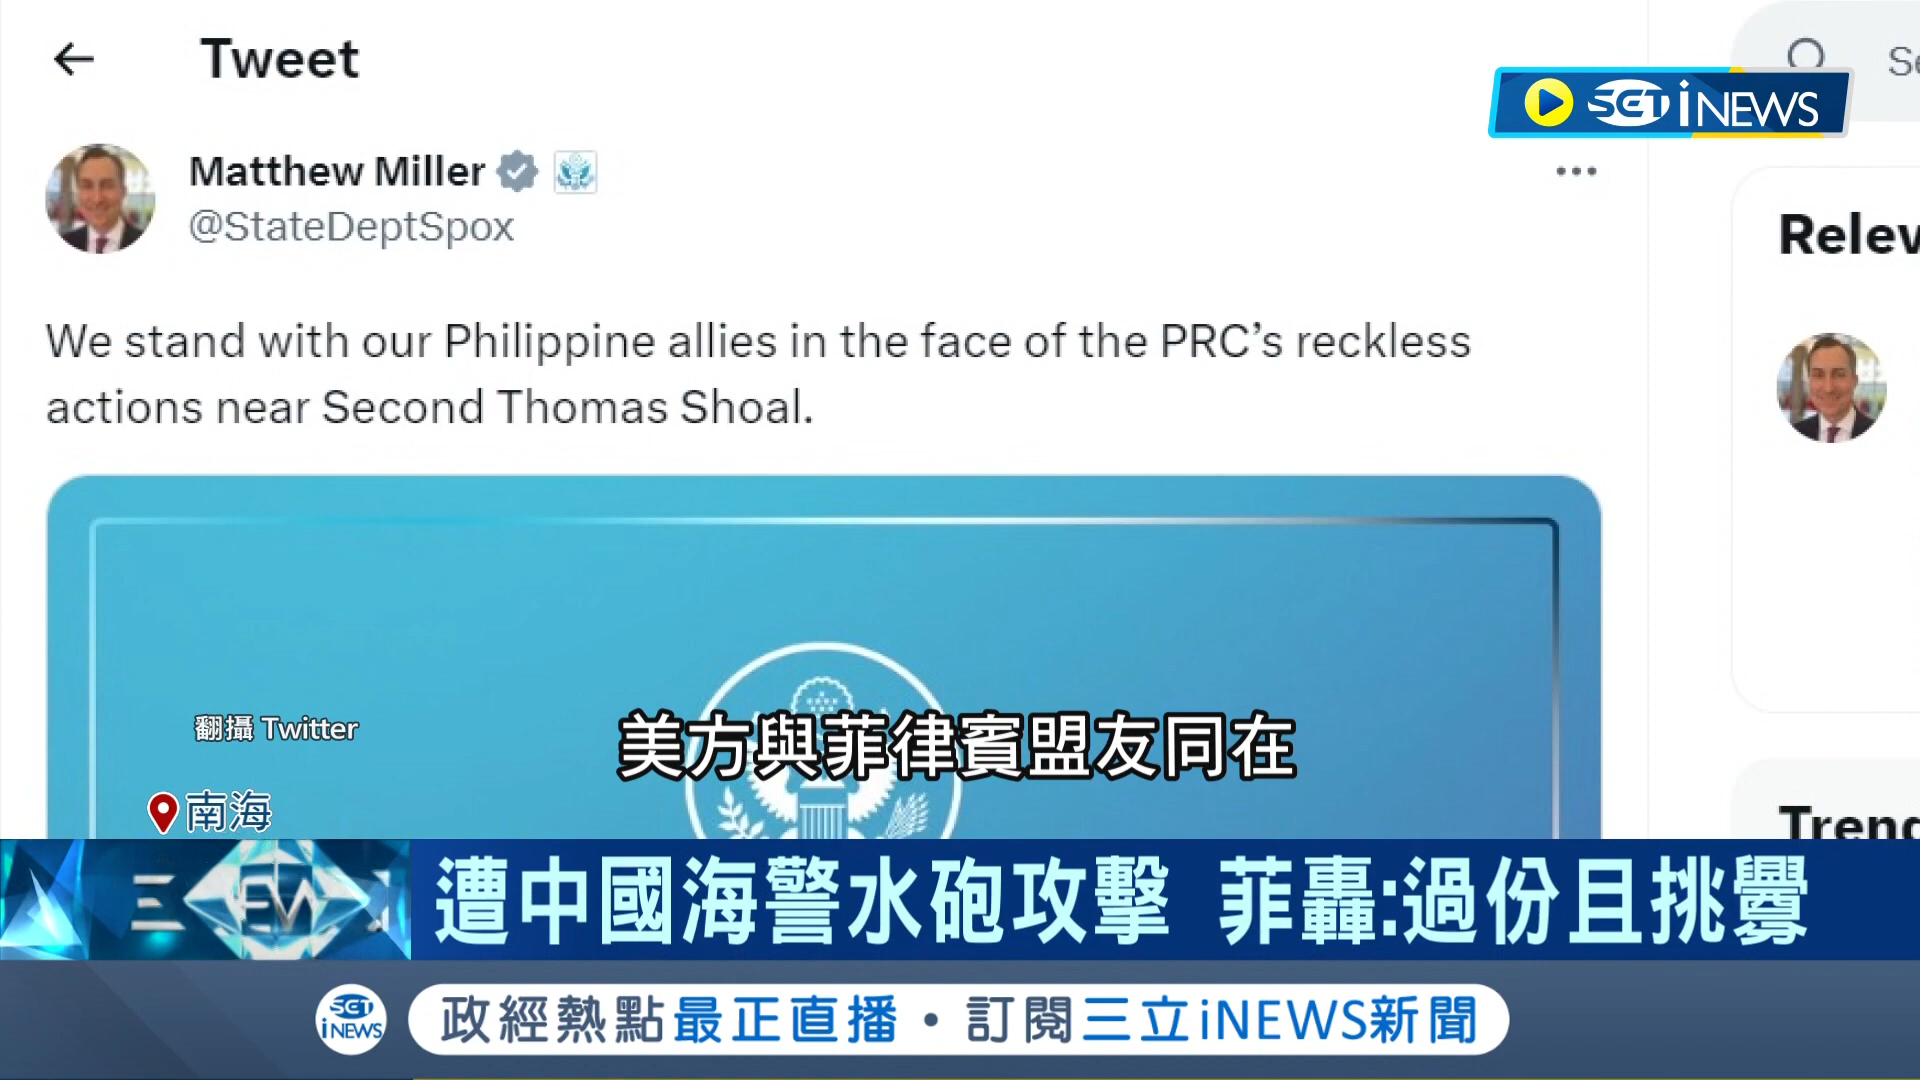 Tweet
Se
SET iNEWS
Matthew Miller
@StateDeptSpox
Relev
We stand with our Philippine allies in the face of the PRC's reckless
actions near Second Thomas Shoal.
翻攝 Twitter
美方與菲律賓盟友同在
南海
Trend
遭中國海警水砲攻擊 菲轟:過份且挑釁
SET iNEWS
政經熱點最正直播・訂閱三立iNEWS新聞